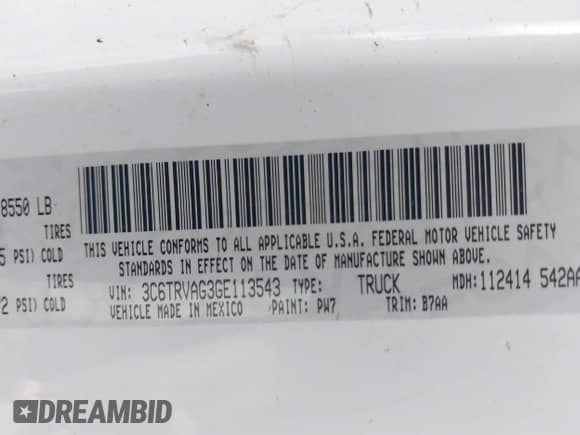 8550 LB
TIRES
5 PSI) COLD
TIRES
2 PSI) COLD
THIS VEHICLE CONFORMS TO ALL APPLICABLE U.S.A. FEDERAL MOTOR VEHICLE SAFETY
STANDARDS IN EFFECT ON THE DATE OF MANUFACTURE SHOWN ABOVE.
VIN: 3C6TRVAG3GE113543 TYPE: TRUCK MDH: 112414 542AA
VEHICLE MADE IN MEXICO PAINT: PW7 TRIM: B7AA
DREAMBID